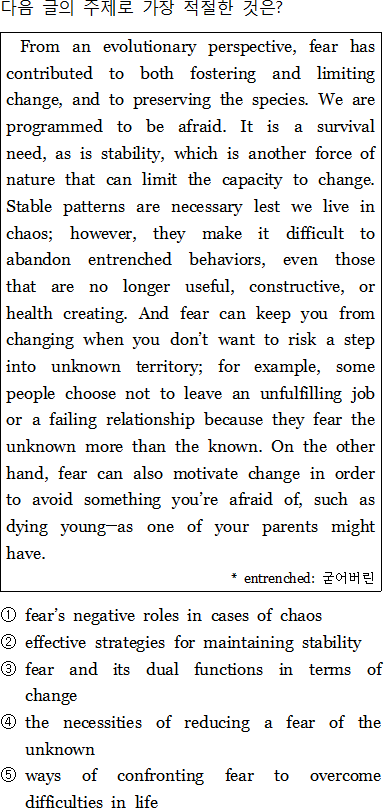 다음 글의 주제로 가장 적절한 것은?
From an evolutionary perspective, fear has
contributed to both fostering and limiting
change, and to preserving the species. We are
programmed to be afraid. It is a survival
need, as is stability, which is another force of
nature that can limit the capacity to change.
Stable patterns are necessary lest we live in
chaos; however, they make it difficult to
abandon entrenched behaviors, even those
that are no longer useful, constructive, or
health creating. And fear can keep you from
changing when you don't want to risk a step
into unknown territory; for example, some
people choose not to leave an unfulfilling job
or a failing relationship because they fear the
unknown more than the known. On the other
hand, fear can also motivate change in order
to avoid something you're afraid of, such as
dying young—as one of your parents might
have.
* entrenched: 굳어버린
① fear's negative roles in cases of chaos
② effective strategies for maintaining stability
③ fear and its dual functions in terms of
change
④ the necessities of reducing a fear of the
unknown
⑤ ways of confronting fear to overcome
difficulties in life